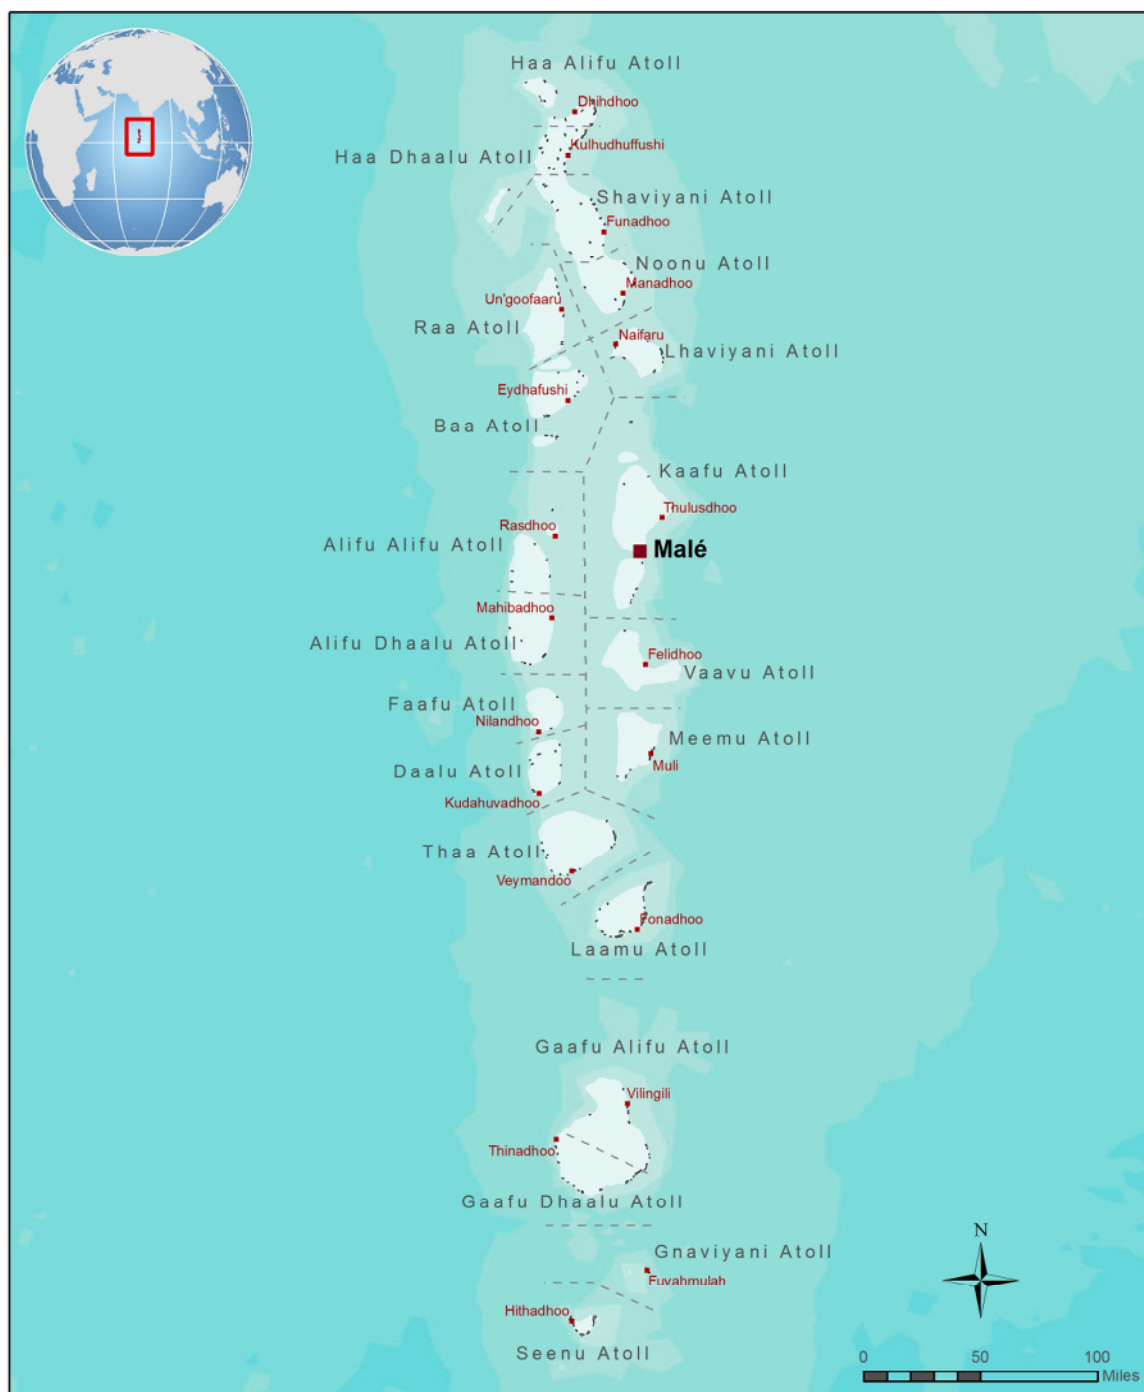 Haa Alifu Atoll
Dhihdhoo
Kulhudhuffushi
Haa Dhaalu Atoll
Shaviyani Atoll
Funadhoo
Noonu Atoll
Manadhoo
Un'goofaaru
Raa Atoll
Naifaru
Lhaviyani Atoll
Eydhafushi
Baa Atoll
Kaafu Atoll
Thulusdhoo
Rasdhoo
Alifu Alifu Atoll
Malé
Mahibadhoo
Alifu Dhaalu Atoll
Felidhoo
Vaavu Atoll
Faafu Atoll
Nilandhoo
Meemu Atoll
Muli
Daalu Atoll
Kudahuvadhoo
Thaa Atoll
Veymandoo
Fonadhoo
Laamu Atoll
Gaafu Alifu Atoll
Vilingili
Thinadhoo
Gaafu Dhaalu Atoll
N
Gnaviyani Atoll
Fuvahmulah
Hithadhoo
Seenu Atoll
0 50 100
Miles